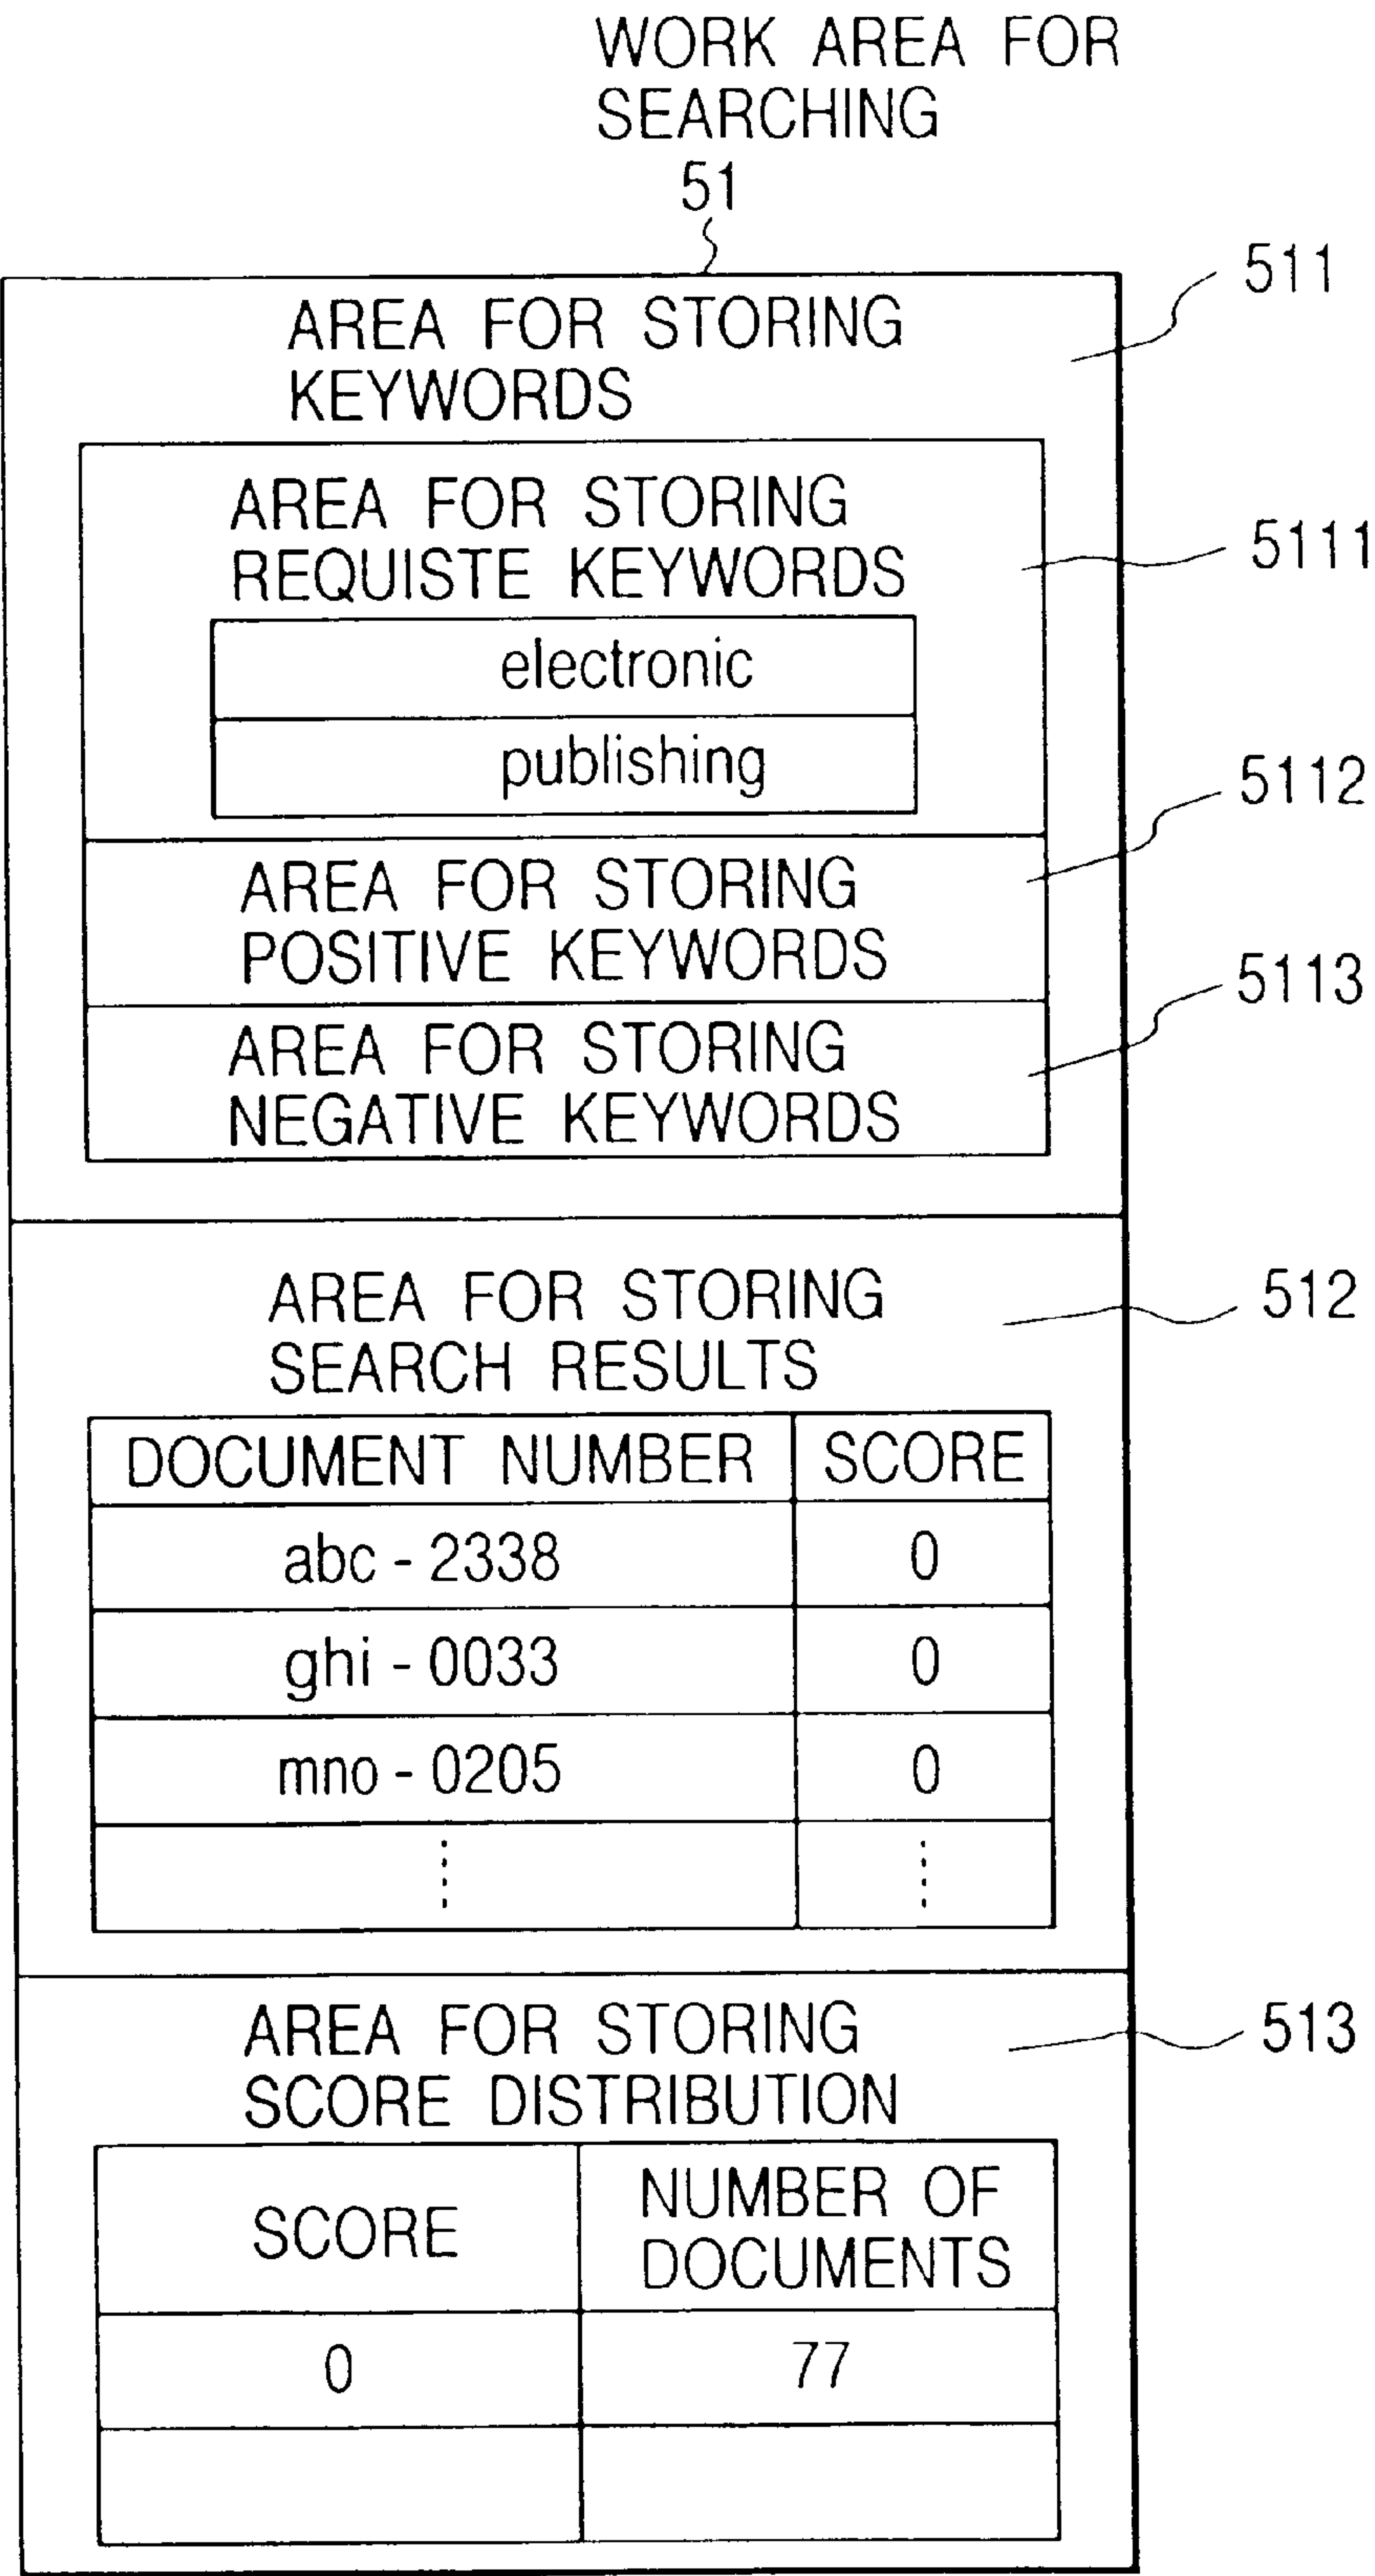 WORK AREA FOR
SEARCHING
51
511
AREA FOR STORING
KEYWORDS
AREA FOR STORING
REQUISTE KEYWORDS
5111
electronic
publishing
5112
AREA FOR STORING
POSITIVE KEYWORDS
5113
AREA FOR STORING
NEGATIVE KEYWORDS
AREA FOR STORING
SEARCH RESULTS
512
DOCUMENT NUMBER SCORE
abc - 2338 0
ghi - 0033 0
mno - 0205 0
AREA FOR STORING
SCORE DISTRIBUTION
513
SCORE NUMBER OF
DOCUMENTS
0 77